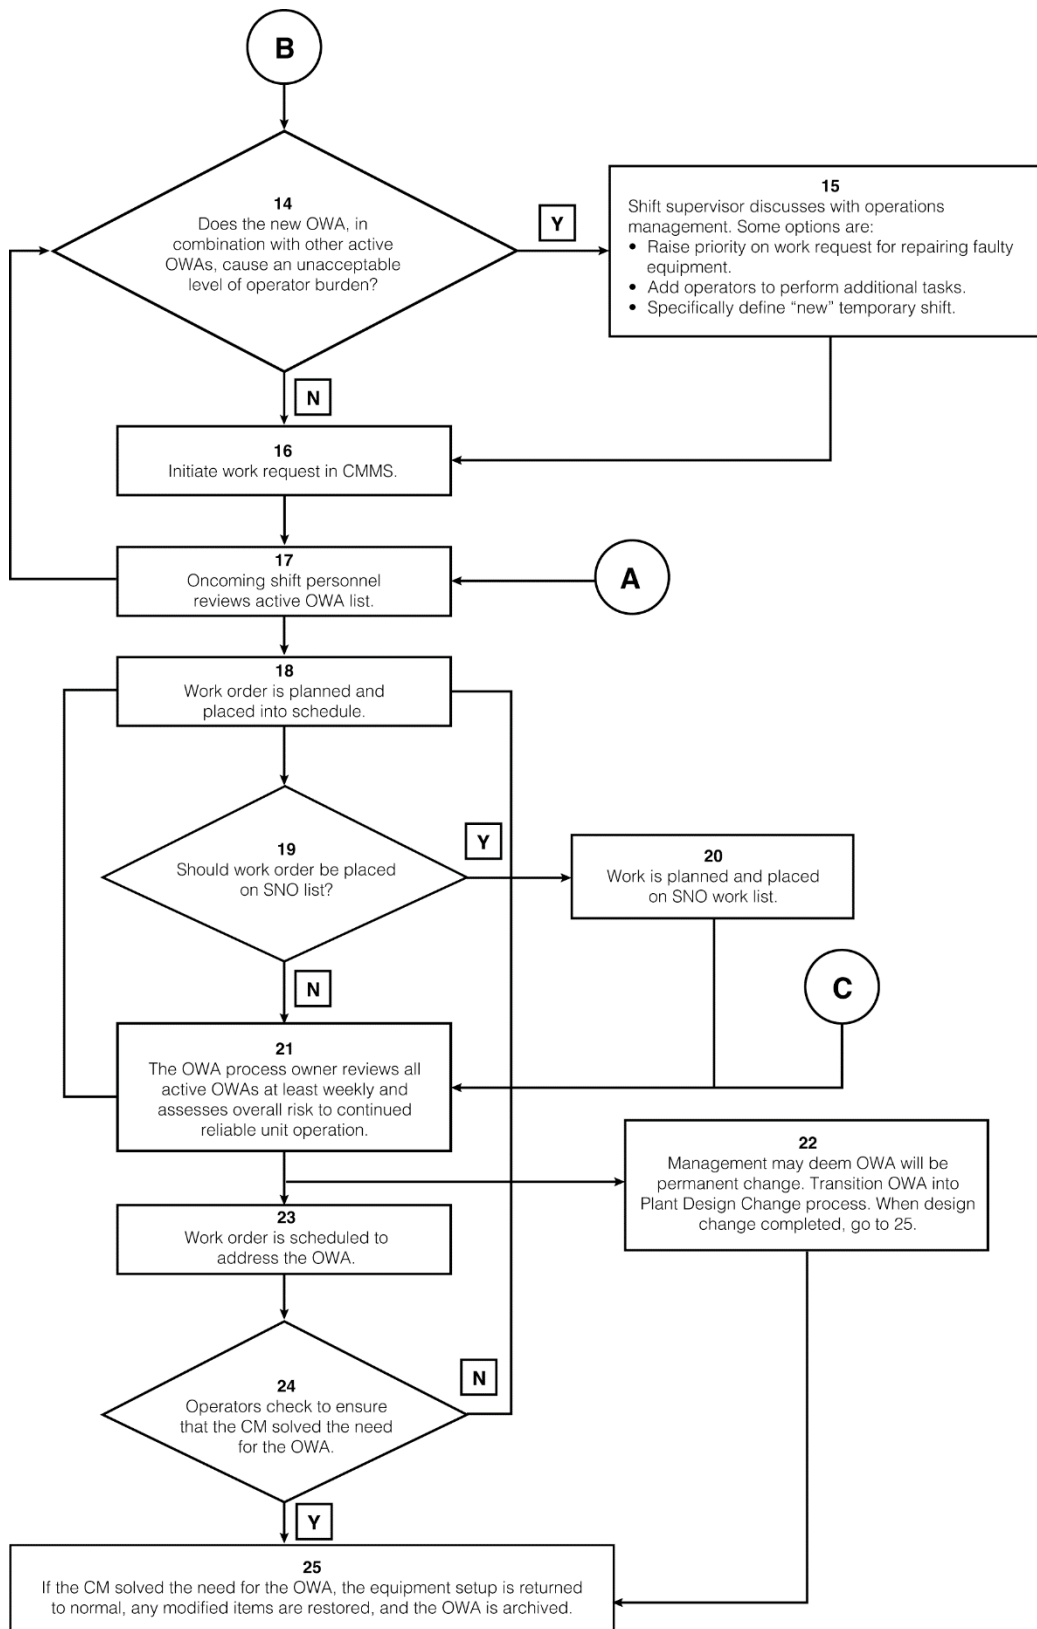 B
14
Does the new OWA, in
combination with other active
OWAs, cause an unacceptable
level of operator burden?
Y
15
Shift supervisor discusses with operations
management. Some options are:
• Raise priority on work request for repairing faulty
equipment.
• Add operators to perform additional tasks.
• Specifically define “new” temporary shift.
N
16
Initiate work request in CMMS.
17
Oncoming shift personnel
reviews active OWA list.
A
18
Work order is planned and
placed into schedule.
19
Should work order be placed
on SNO list?
Y
20
Work is planned and placed
on SNO work list.
N
C
21
The OWA process owner reviews all
active OWAs at least weekly and
assesses overall risk to continued
reliable unit operation.
22
Management may deem OWA will be
permanent change. Transition OWA into
Plant Design Change process. When design
change completed, go to 25.
23
Work order is scheduled to
address the OWA.
24
Operators check to ensure
that the CM solved the need
for the OWA.
N
Y
25
If the CM solved the need for the OWA, the equipment setup is returned
to normal, any modified items are restored, and the OWA is archived.